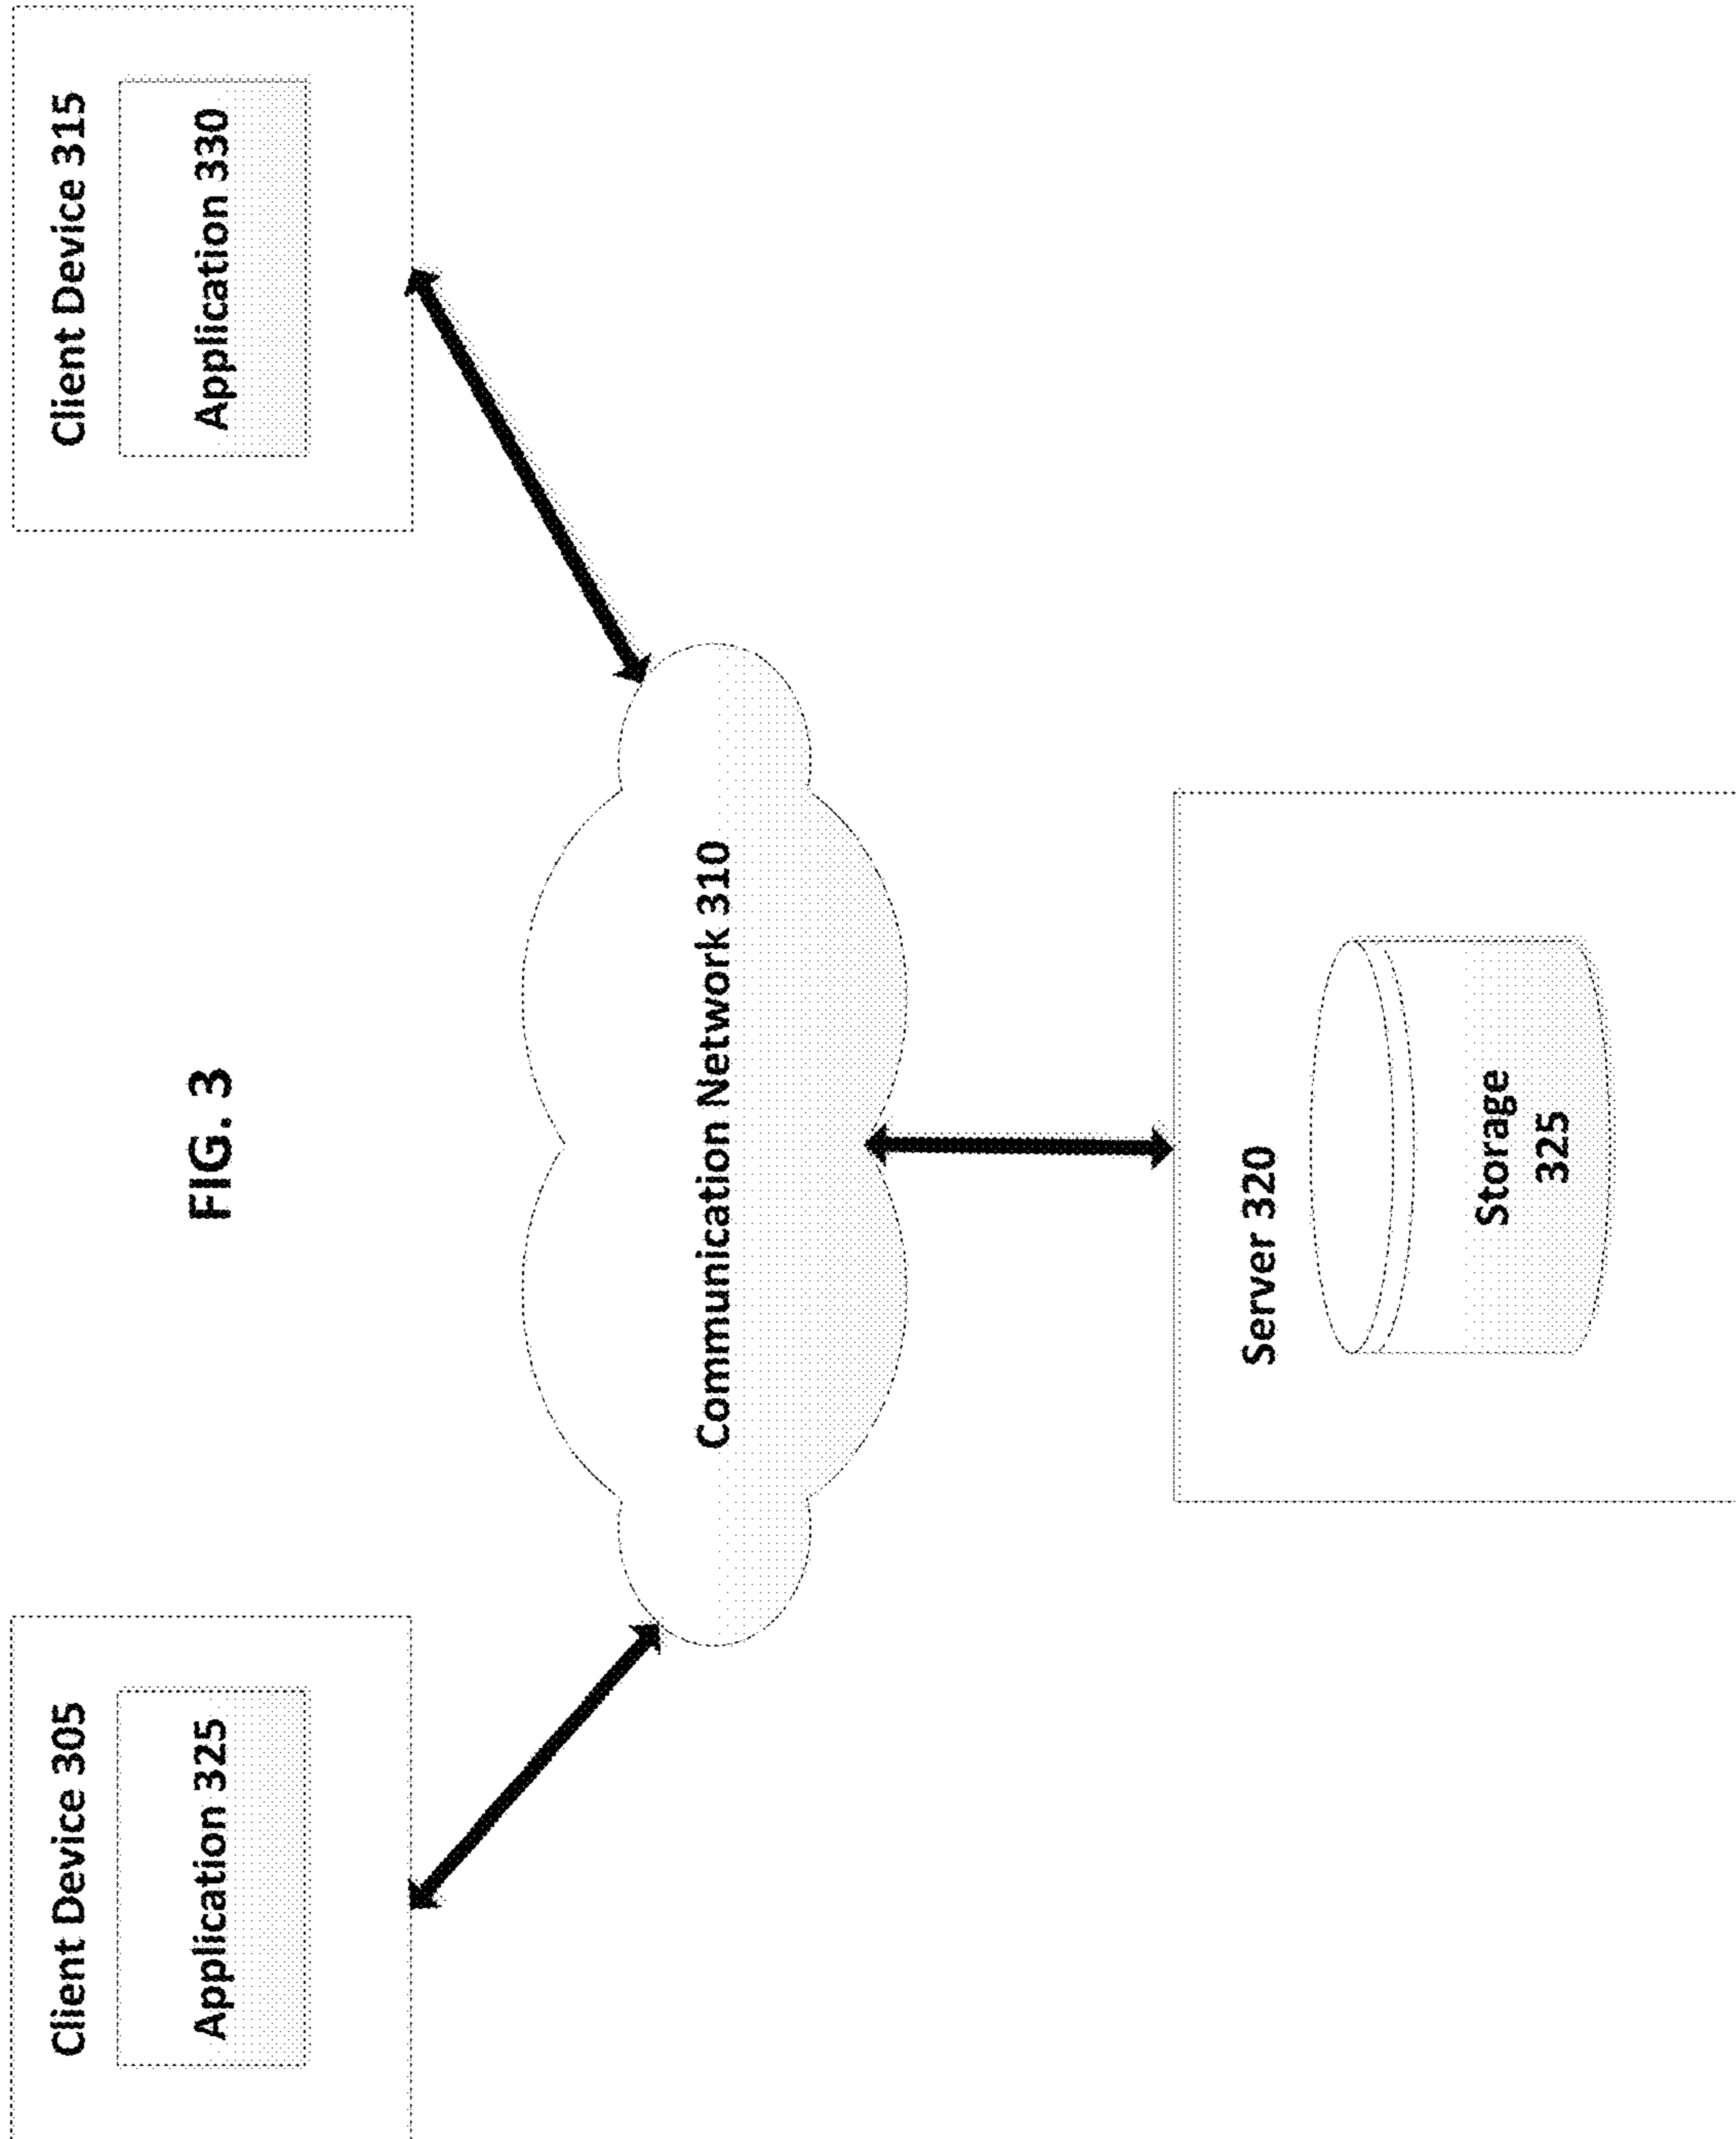 FIG. 3
Client Device 305
Application 325
Client Device 315
Application 330
Communication Network 310
Server 320
Storage
325